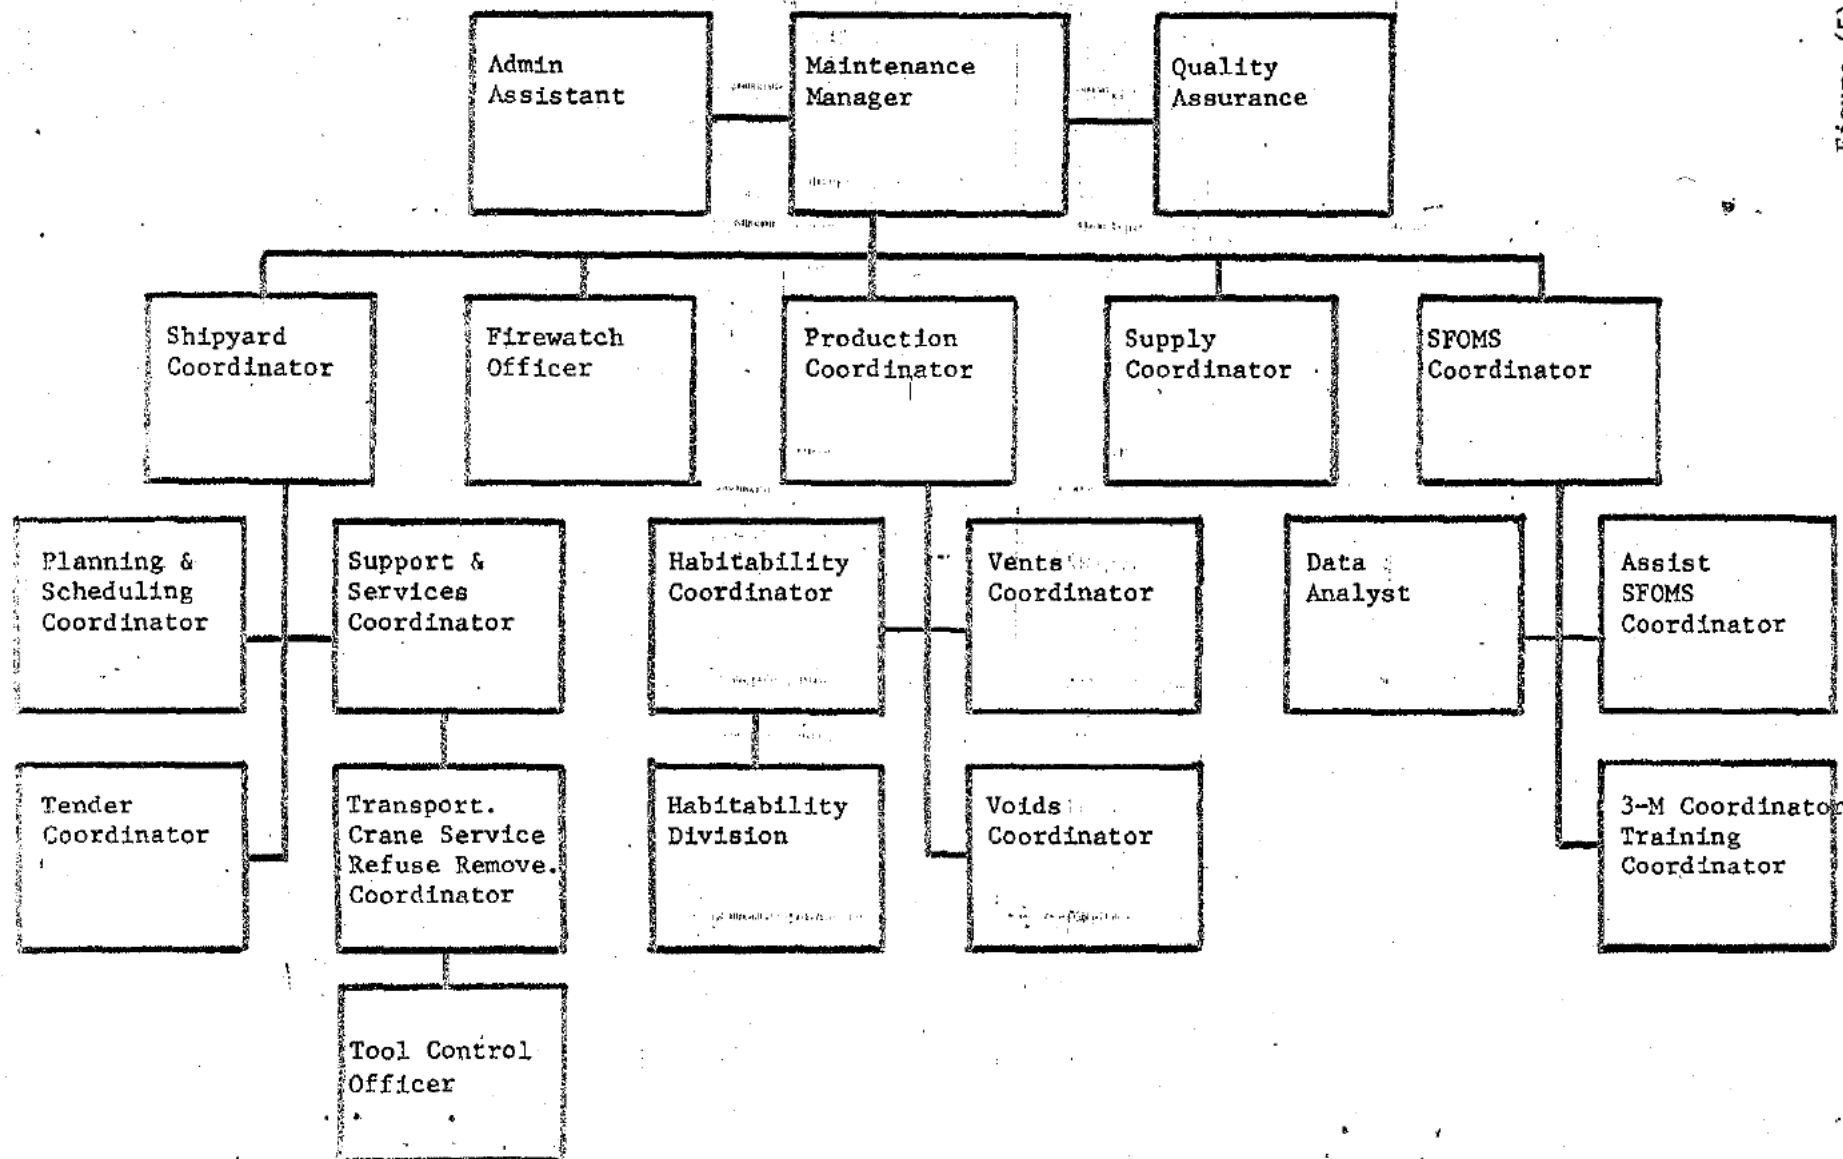 Figure (5)
Admin
Assistant
Maintenance
Manager
Quality
Assurance
Shipyard
Coordinator
Firewatch
Officer
Production
Coordinator
Supply
Coordinator
SFOMS
Coordinator
Planning &
Scheduling
Coordinator
Support &
Services
Coordinator
Habitability
Coordinator
Vents
Coordinator
Data
Analyst
Assist
SFOMS
Coordinator
Tender
Coordinator
Transport.
Crane Service
Refuse Remove.
Coordinator
Habitability
Division
Voids
Coordinator
3-M Coordinator
Training
Coordinator
Tool Control
Officer